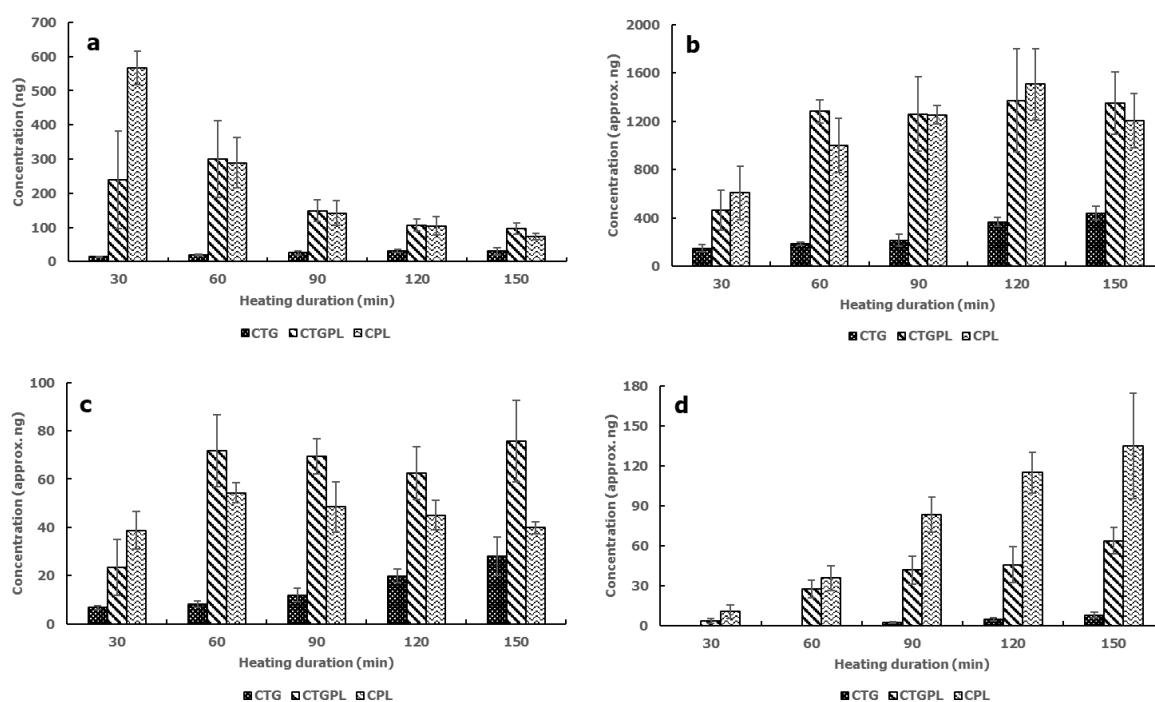 a
Concentration (ng)
700
600
500
400
300
200
100
0
30 60 90 120 150
Heating duration (min)
CTG CTGPL CPL
b
Concentration (approx. ng)
2000
1600
1200
800
400
0
30 60 90 120 150
Heating duration (min)
CTG CTGPL CPL
c
Concentration (approx. ng)
100
80
60
40
20
0
30 60 90 120 150
Heating duration (min)
CTG CTGPL CPL
d
Concentration (approx. ng)
180
150
120
90
60
30
0
30 60 90 120 150
Heating duration (min)
CTG CTGPL CPL